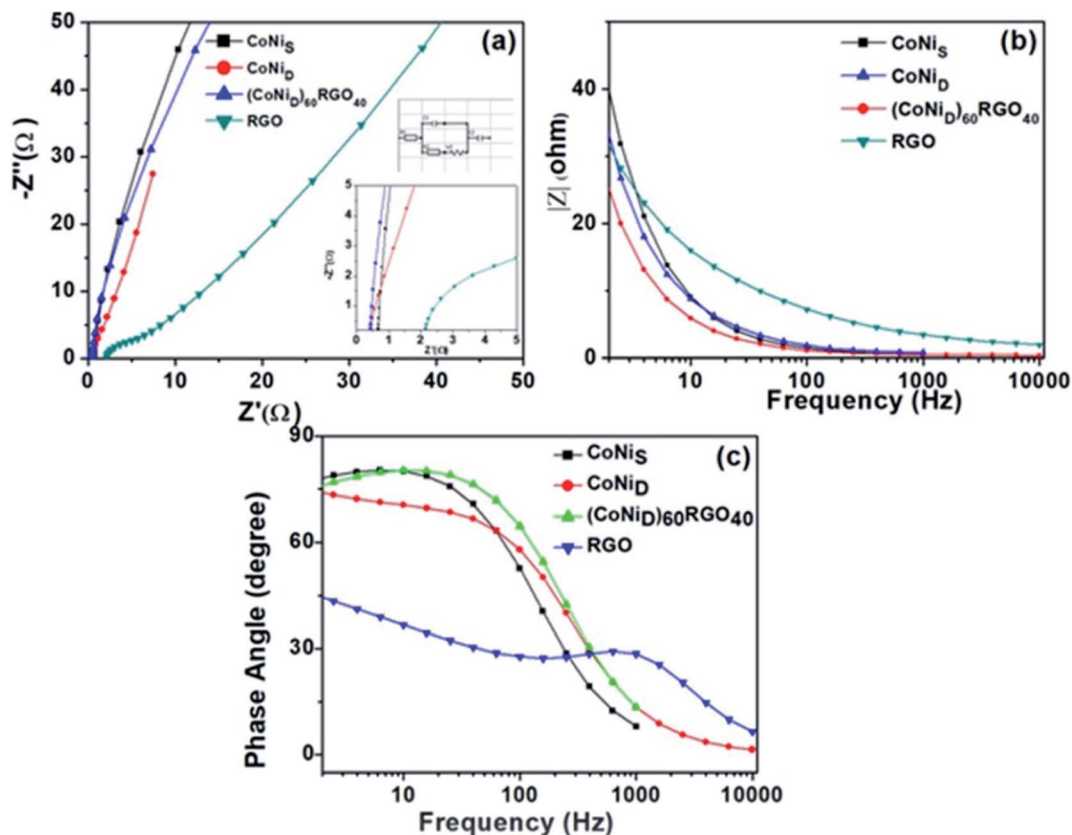 (a)
CoNiS
CoNiD
(CoNiD)60RGO40
RGO
-Z''(Ω)
50
40
30
20
10
0
0 10 20 30 40 50
Z'(Ω)
-Z''(Ω)
5
4
3
2
1
0 1 2 3 4 5
Z'(Ω)
(b)
CoNiS
CoNiD
(CoNiD)60RGO40
RGO
|Z| (ohm)
40
20
0
10 100 1000 10000
Frequency (Hz)
(c)
CoNiS
CoNiD
(CoNiD)60RGO40
RGO
Phase Angle (degree)
90
60
30
0
10 100 1000 10000
Frequency (Hz)